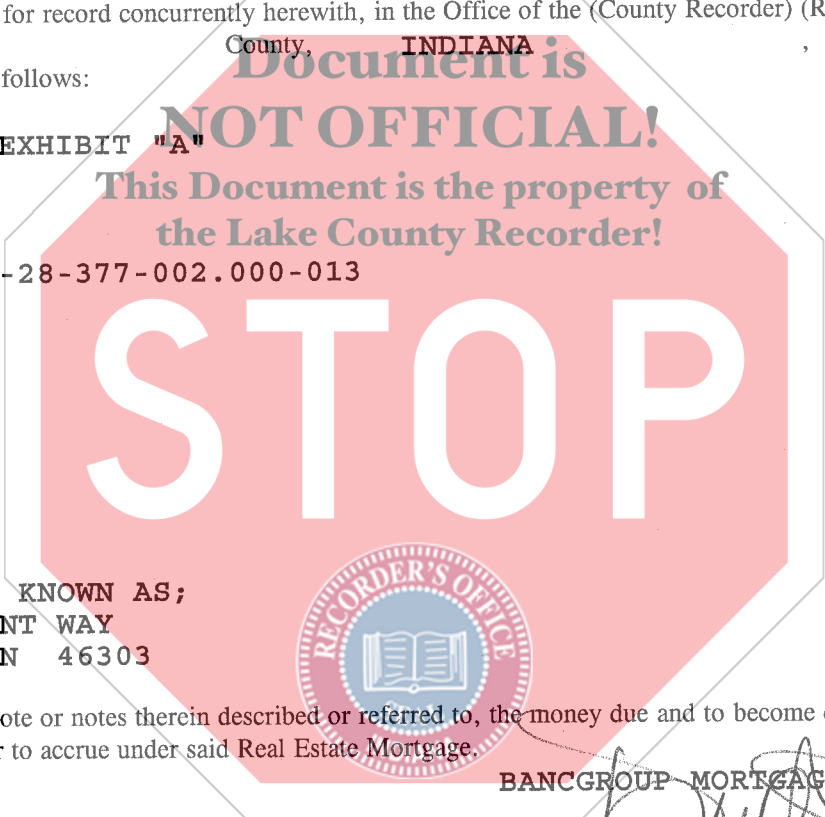 for record concurrently herewith, in the Office of the (County Recorder) (R
County, INDIANA ,
Document is
follows:
NOT OFFICIAL!
EXHIBIT "A"
This Document is the property of
the Lake County Recorder!
-28-377-002.000-013
STOP
RECORDER'S OFFICE
KNOWN AS;
NT WAY
N 46303
ote or notes therein described or referred to, the money due and to become
r to accrue under said Real Estate Mortgage.
BANCGROUP MORTGAG